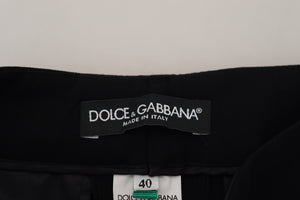 DOLCE & GABBANA®
MADE IN ITALY
40
DOLCE & GABBANA